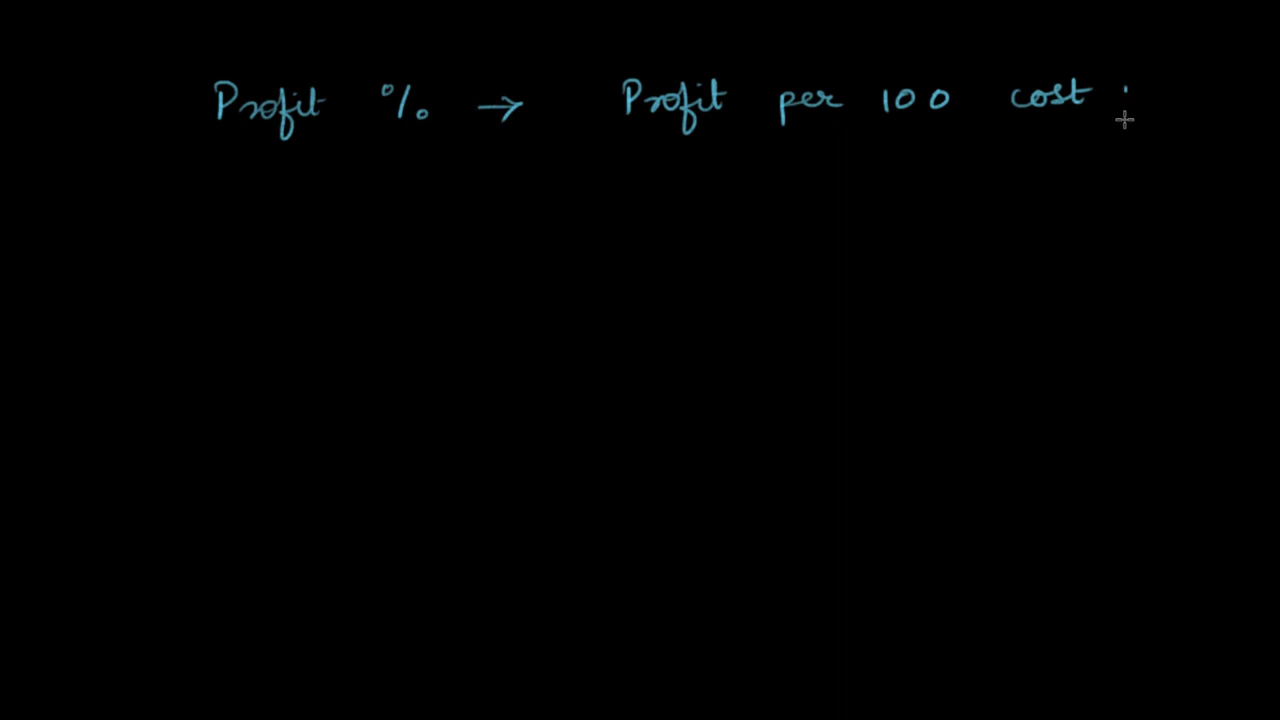 Profit % → Profit per 100 cost :